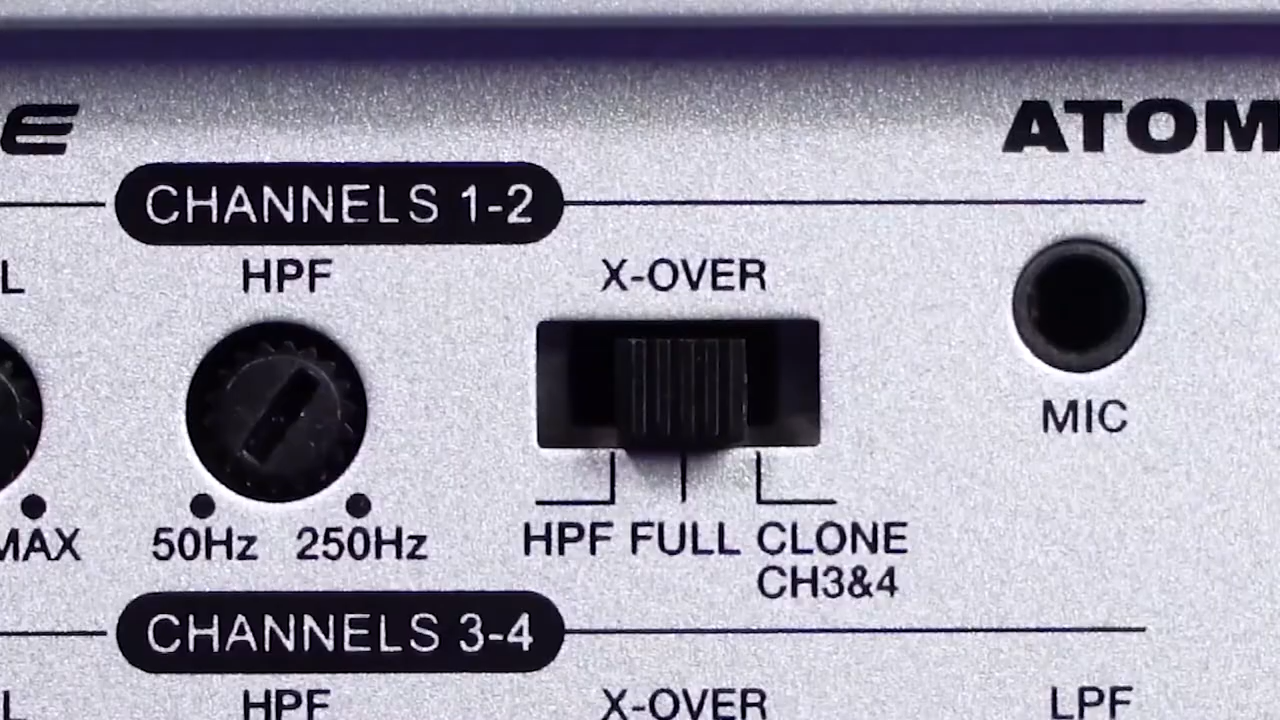 E ATOM
CHANNELS 1-2
L HPF X-OVER
MIC
MAX 50Hz 250Hz HPF FULL CLONE
CH3&4
CHANNELS 3-4
L HPF X-OVER LPF